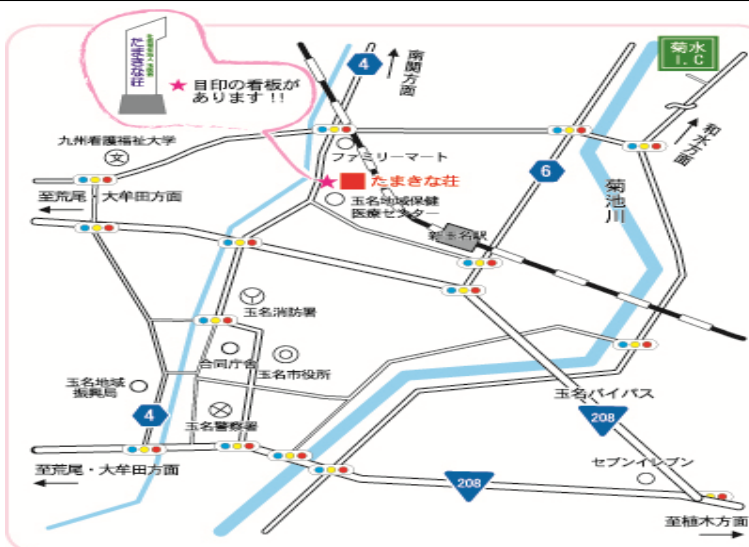 たまきな荘
★ 目印の看板が
あります!!
4
南関方面
菊水
I.C
和水方面
九州看護福祉大学
文
ファミリーマート
★
たまきな荘
玉名地域保健
医療センター
6
菊池川
至荒尾・大牟田方面
新玉名駅
玉名消防署
合同庁舎
玉名市役所
玉名地域
振興局
4
玉名警察署
玉名バイパス
208
至荒尾・大牟田方面
セブンイレブン
208
至植木方面